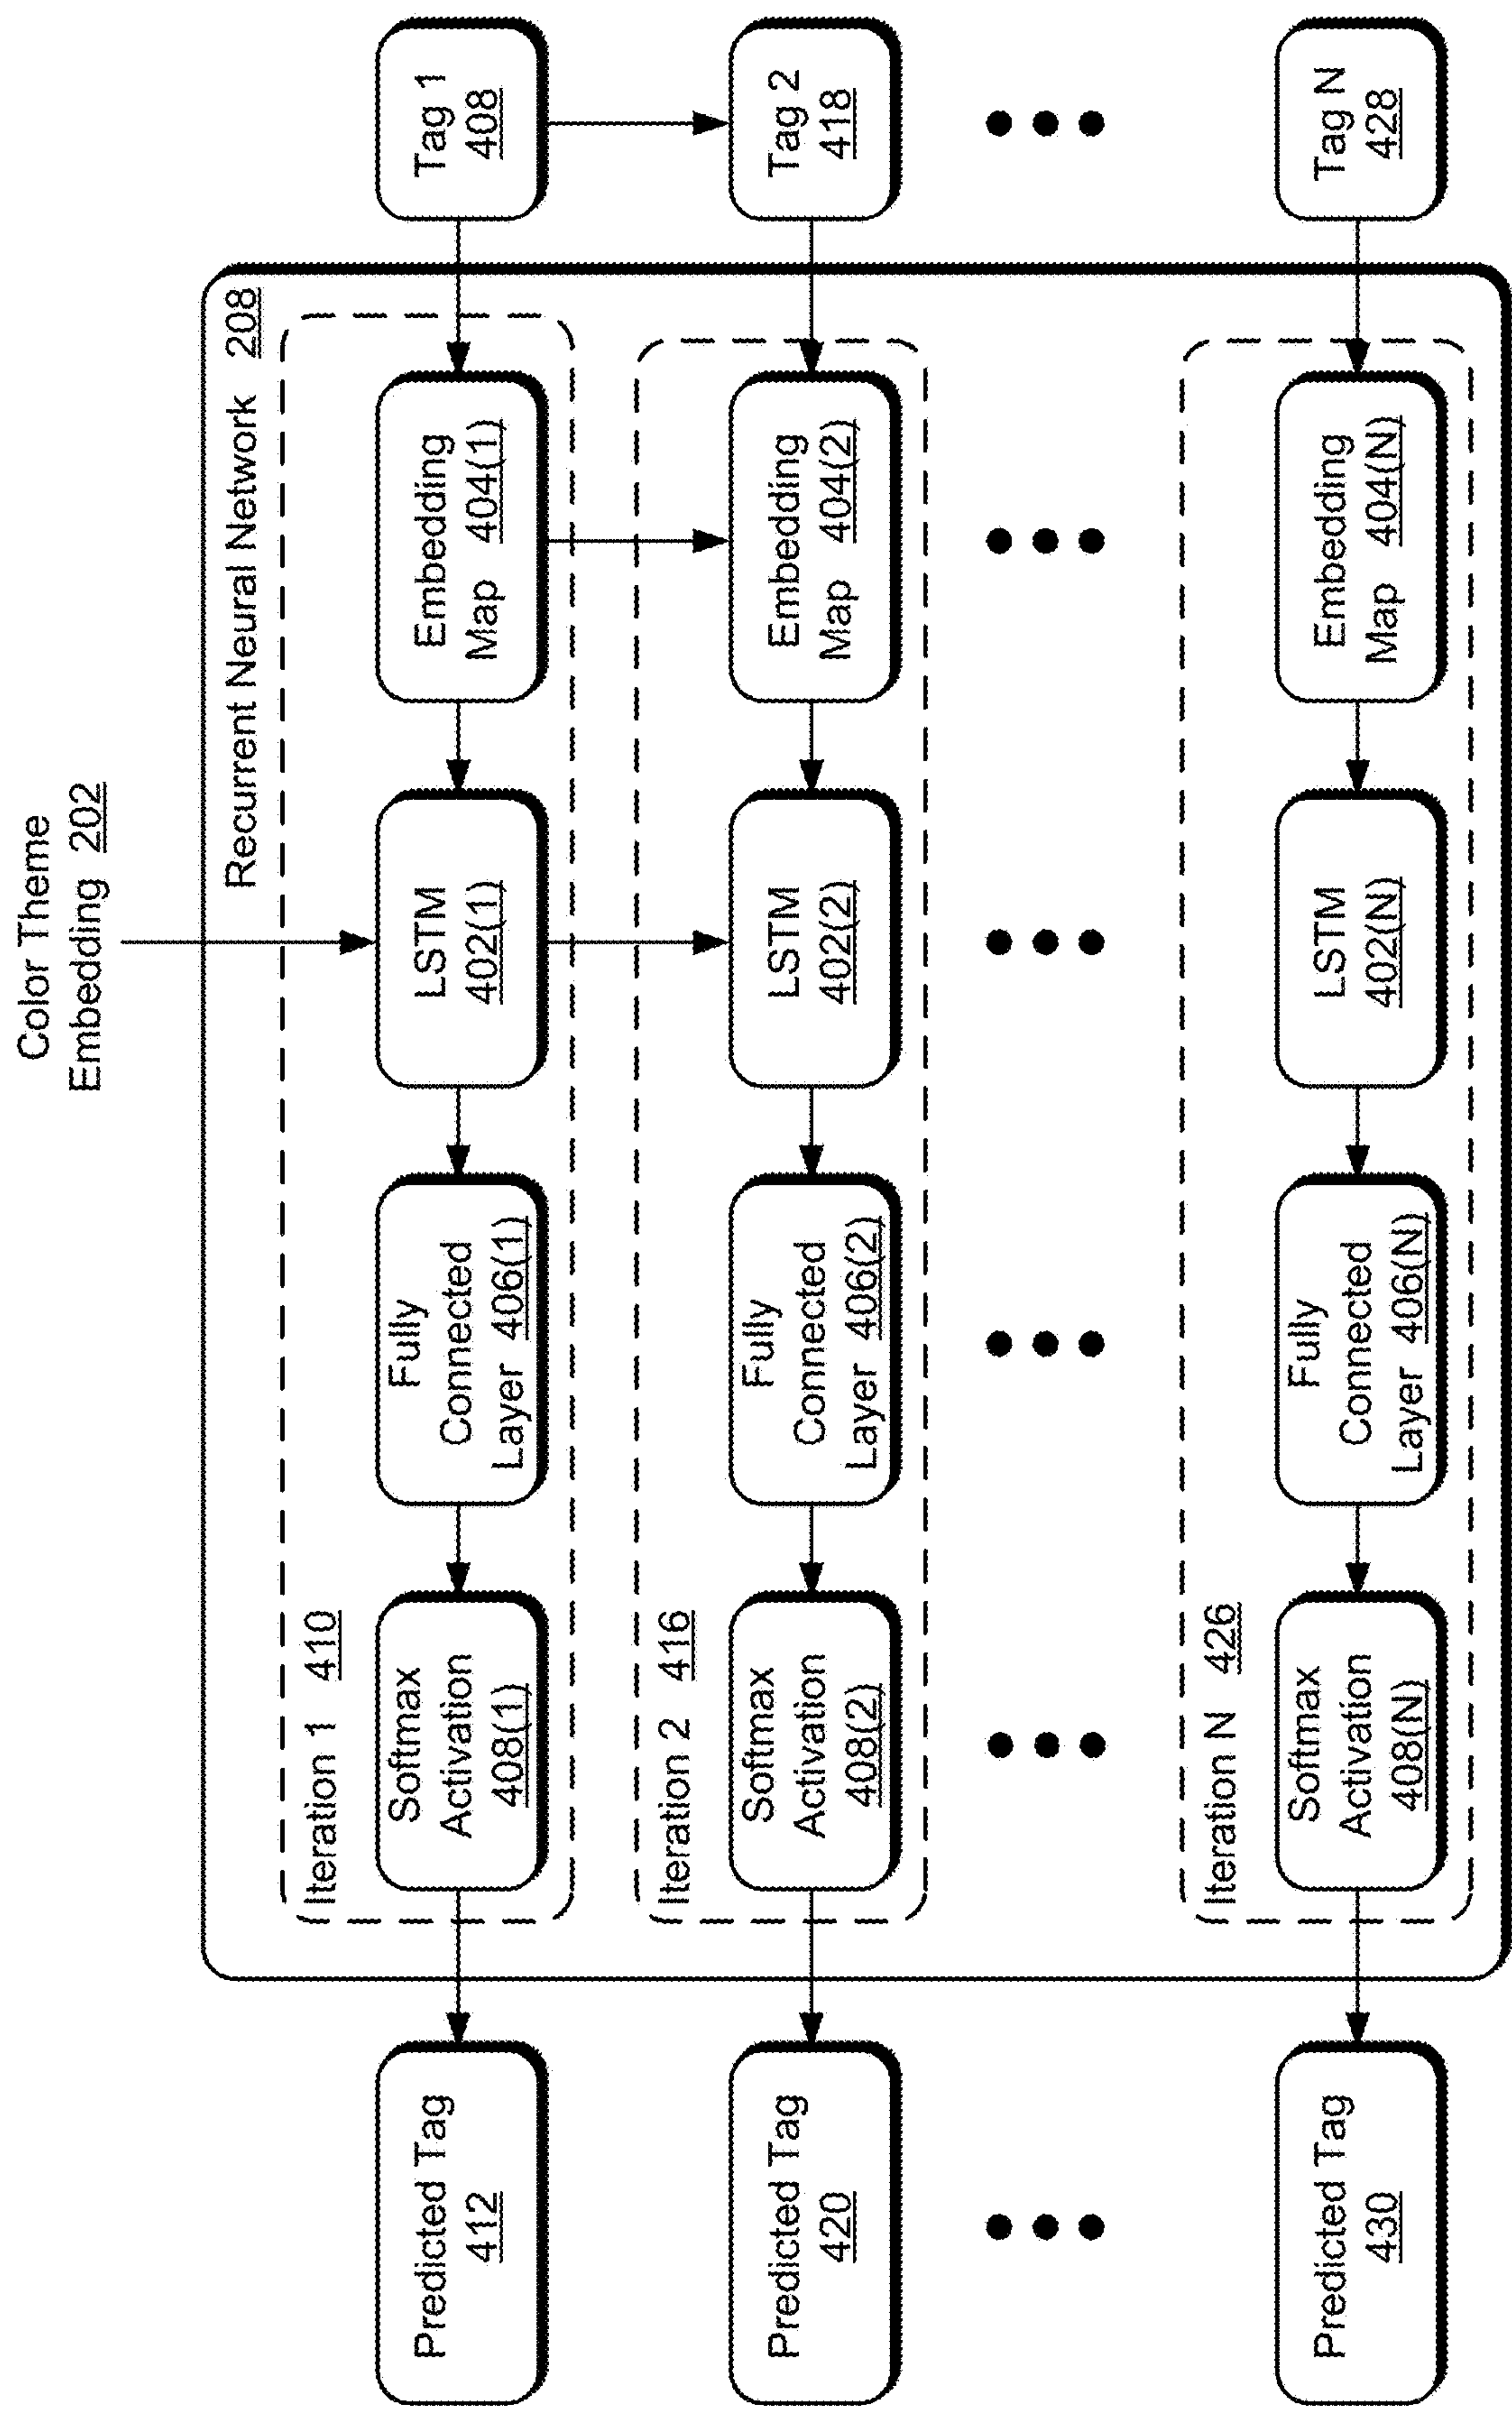 Color Theme
Embedding 202
Recurrent Neural Network 208
Iteration 1 410
Predicted Tag
412
Softmax
Activation
408(1)
Fully
Connected
Layer 406(1)
LSTM
402(1)
Embedding
Map 404(1)
Tag 1
408
Iteration 2 416
Predicted Tag
420
Softmax
Activation
408(2)
Fully
Connected
Layer 406(2)
LSTM
402(2)
Embedding
Map 404(2)
Tag 2
418
Iteration N 426
Predicted Tag
430
Softmax
Activation
408(N)
Fully
Connected
Layer 406(N)
LSTM
402(N)
Embedding
Map 404(N)
Tag N
428